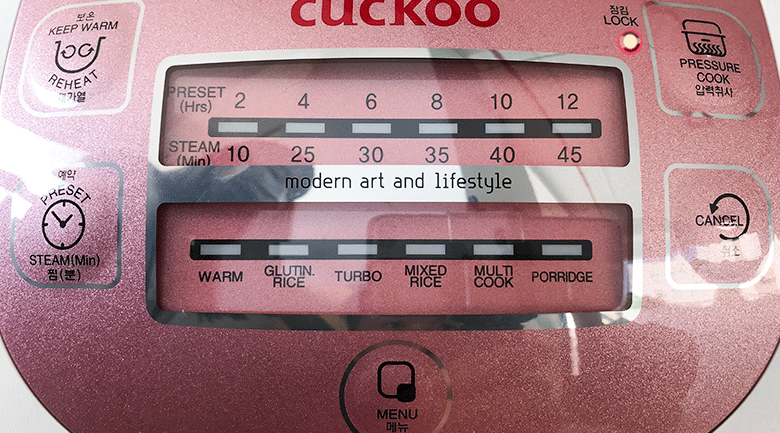 cuckoo
보온
KEEP WARM
REHEAT
재가열
장김
LOCK
PRESSURE
COOK
압력취사
PRESET
(Hrs)
2 4 6 8 10 12
STEAM
(Min)
10 25 30 35 40 45
modern art and lifestyle
예약
PRESET
STEAM(Min)
찜(분)
CANCEL
취소
WARM
GLUTIN.
RICE
TURBO
MIXED
RICE
MULTI
COOK
PORRIDGE
MENU
메뉴